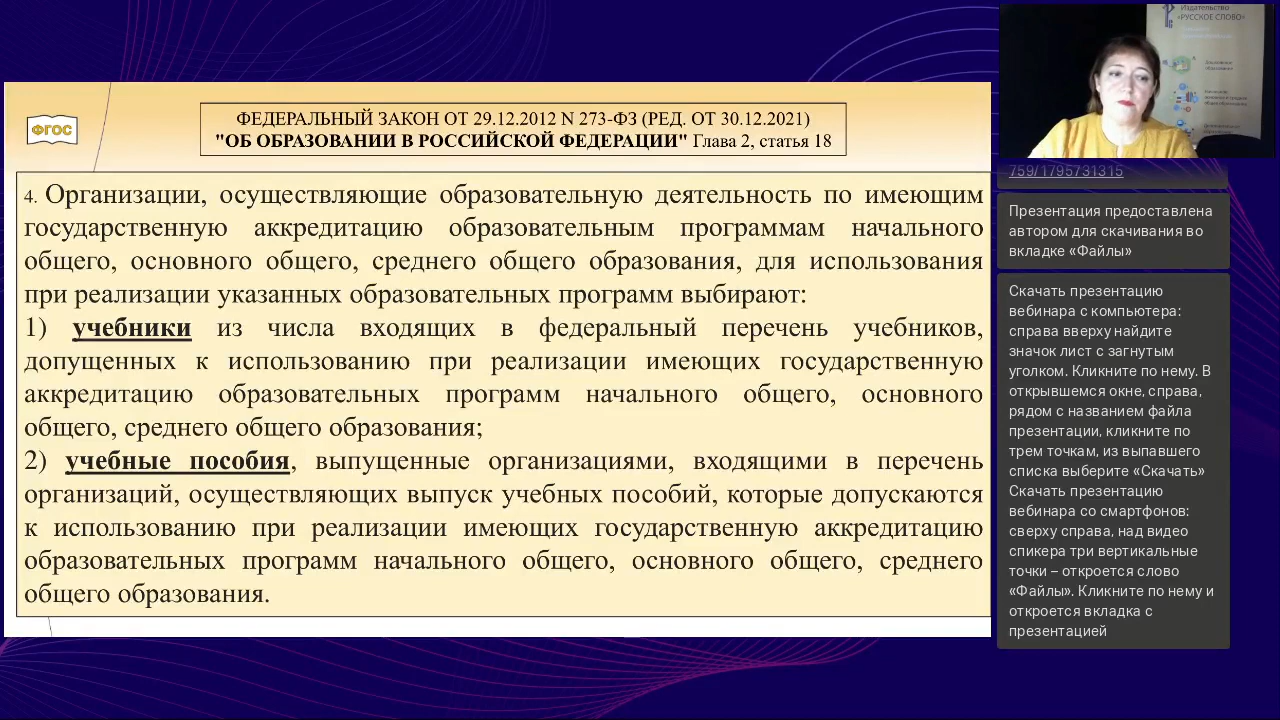 ФГОС
ФЕДЕРАЛЬНЫЙ ЗАКОН ОТ 29.12.2012 N 273-ФЗ (РЕД. ОТ 30.12.2021)
"ОБ ОБРАЗОВАНИИ В РОССИЙСКОЙ ФЕДЕРАЦИИ" Глава 2, статья 18
4. Организации, осуществляющие образовательную деятельность по имеющим
государственную аккредитацию образовательным программам начального
общего, основного общего, среднего общего образования, для использования
при реализации указанных образовательных программ выбирают:
1) учебники из числа входящих в федеральный перечень учебников,
допущенных к использованию при реализации имеющих государственную
аккредитацию образовательных программ начального общего, основного
общего, среднего общего образования;
2) учебные пособия, выпущенные организациями, входящими в перечень
организаций, осуществляющих выпуск учебных пособий, которые допускаются
к использованию при реализации имеющих государственную аккредитацию
образовательных программ начального общего, основного общего, среднего
общего образования.
Издательство
«РУССКОЕ СЛОВО»
759/1795731315
Презентация предоставлена
автором для скачивания во
вкладке «Файлы»
Скачать презентацию
вебинара с компьютера:
справа вверху найдите
значок лист с загнутым
уголком. Кликните по нему. В
открывшемся окне, справа,
рядом с названием файла
презентации, кликните по
трем точкам, из выпавшего
списка выберите «Скачать»
Скачать презентацию
вебинара со смартфонов:
сверху справа, над видео
спикера три вертикальные
точки – откроется слово
«Файлы». Кликните по нему и
откроется вкладка с
презентацией